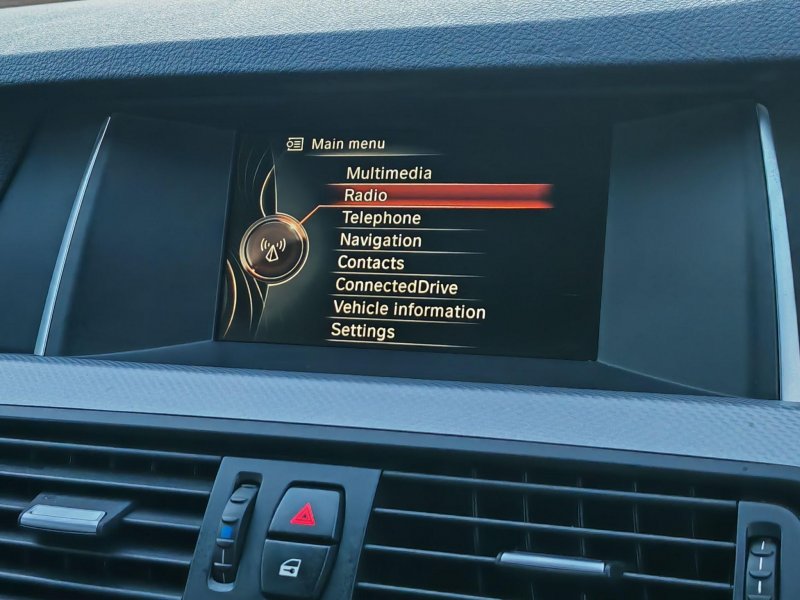 Main menu
Multimedia
Radio
Telephone
Navigation
Contacts
ConnectedDrive
Vehicle information
Settings